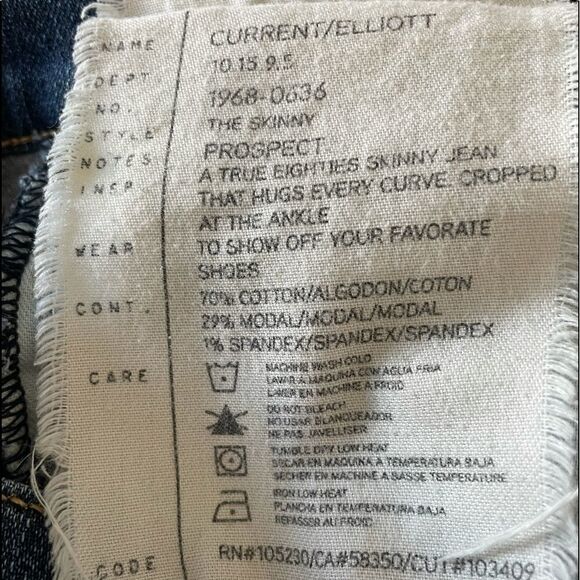 NAME CURRENT/ELLIOTT
DEPT 10 15 9.5
NO. 1968-0636
STYLE THE SKINNY
NOTES PROSPECT
INSP. A TRUE EIGHTIES SKINNY JEAN
THAT HUGS EVERY CURVE. CROPPED
AT THE ANKLE
WEAR TO SHOW OFF YOUR FAVORATE
SHOES
CONT. 70% COTTON/ALGODON/COTON
29% MODAL/MODAL/MODAL
1% SPANDEX/SPANDEX/SPANDEX
CARE MACHINE WASH COLD
LAVAR A MAQUINA CON AGUA FRIA
LAVER EN MACHINE A FROID
DO NOT BLEACH
NO USAR BLANQUEADOR
NE PAS JAVELLISER
TUMBLE DRY LOW HEAT
SECAR EN MAQUINA A TEMPERATURA BAJA
SECHER EN MACHINE A BASSE TEMPERATURE
IRON LOW HEAT
PLANCHA EN TEMPERATURA BAJA
REPASSER AU FROID
CODE RN#105230/CA#58350/CUIT#103409